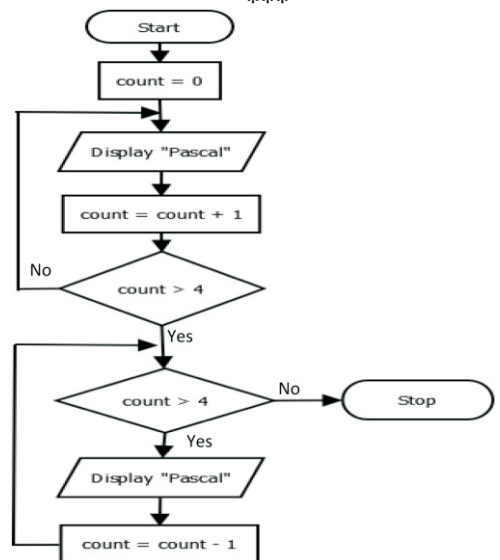 Start
count = 0
Display "Pascal"
count = count + 1
No
count > 4
Yes
count > 4
No
Stop
Yes
Display "Pascal"
count = count - 1